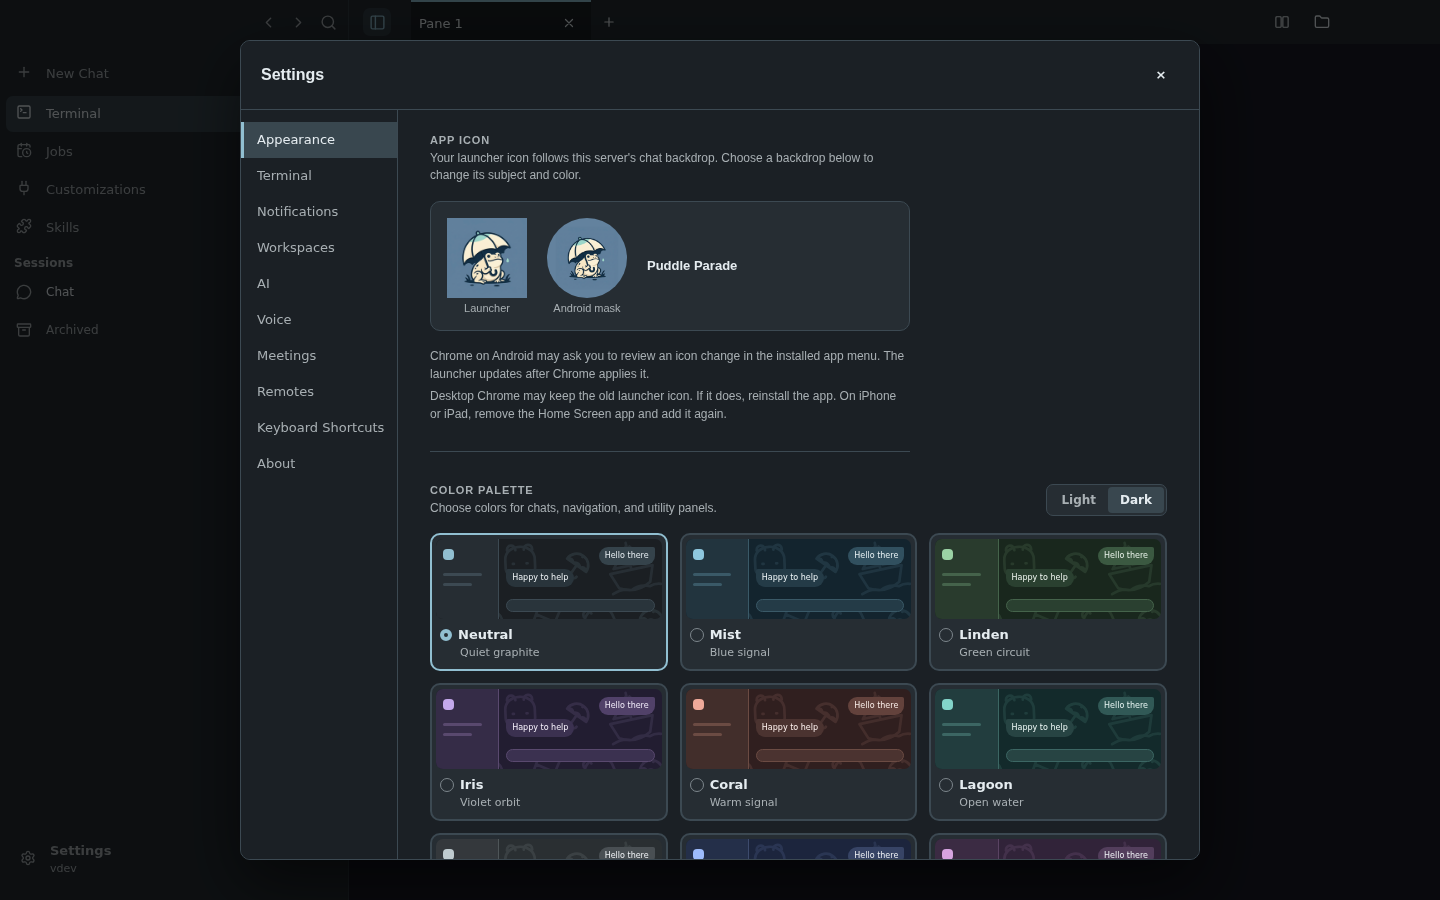 Pane 1
New Chat
Terminal
Jobs
Customizations
Skills
Sessions
Chat
Archived
Settings
vdev
Settings
Appearance
Terminal
Notifications
Workspaces
AI
Voice
Meetings
Remotes
Keyboard Shortcuts
About
APP ICON
Your launcher icon follows this server's chat backdrop. Choose a backdrop below to
change its subject and color.
Launcher
Android mask
Puddle Parade
Chrome on Android may ask you to review an icon change in the installed app menu. The
launcher updates after Chrome applies it.
Desktop Chrome may keep the old launcher icon. If it does, reinstall the app. On iPhone
or iPad, remove the Home Screen app and add it again.
COLOR PALETTE
Choose colors for chats, navigation, and utility panels.
Light
Dark
Hello there
Happy to help
Neutral
Quiet graphite
Hello there
Happy to help
Mist
Blue signal
Hello there
Happy to help
Linden
Green circuit
Hello there
Happy to help
Iris
Violet orbit
Hello there
Happy to help
Coral
Warm signal
Hello there
Happy to help
Lagoon
Open water
Hello there
Hello there
Hello there